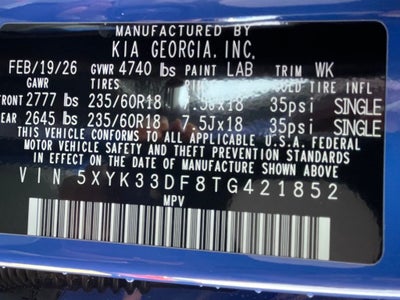 MANUFACTURED BY
KIA GEORGIA, INC.
FEB/19/26 GVWR 4740 lbs PAINT LAB TRIM WK
GAWR TIRES COLD TIRE INFL
FRONT 2777 lbs 235/60R18 7.5Jx18 35psi SINGLE
REAR 2645 lbs 235/60R18 7.5Jx18 35psi SINGLE
THIS VEHICLE CONFORMS TO ALL APPLICABLE U.S.A. FEDERAL
MOTOR VEHICLE SAFETY AND THEFT PREVENTION STANDARDS
IN EFFECT ON THE DATE OF MANUFACTURE SHOWN ABOVE.
VIN 5XYK33DF8TG421852
MPV